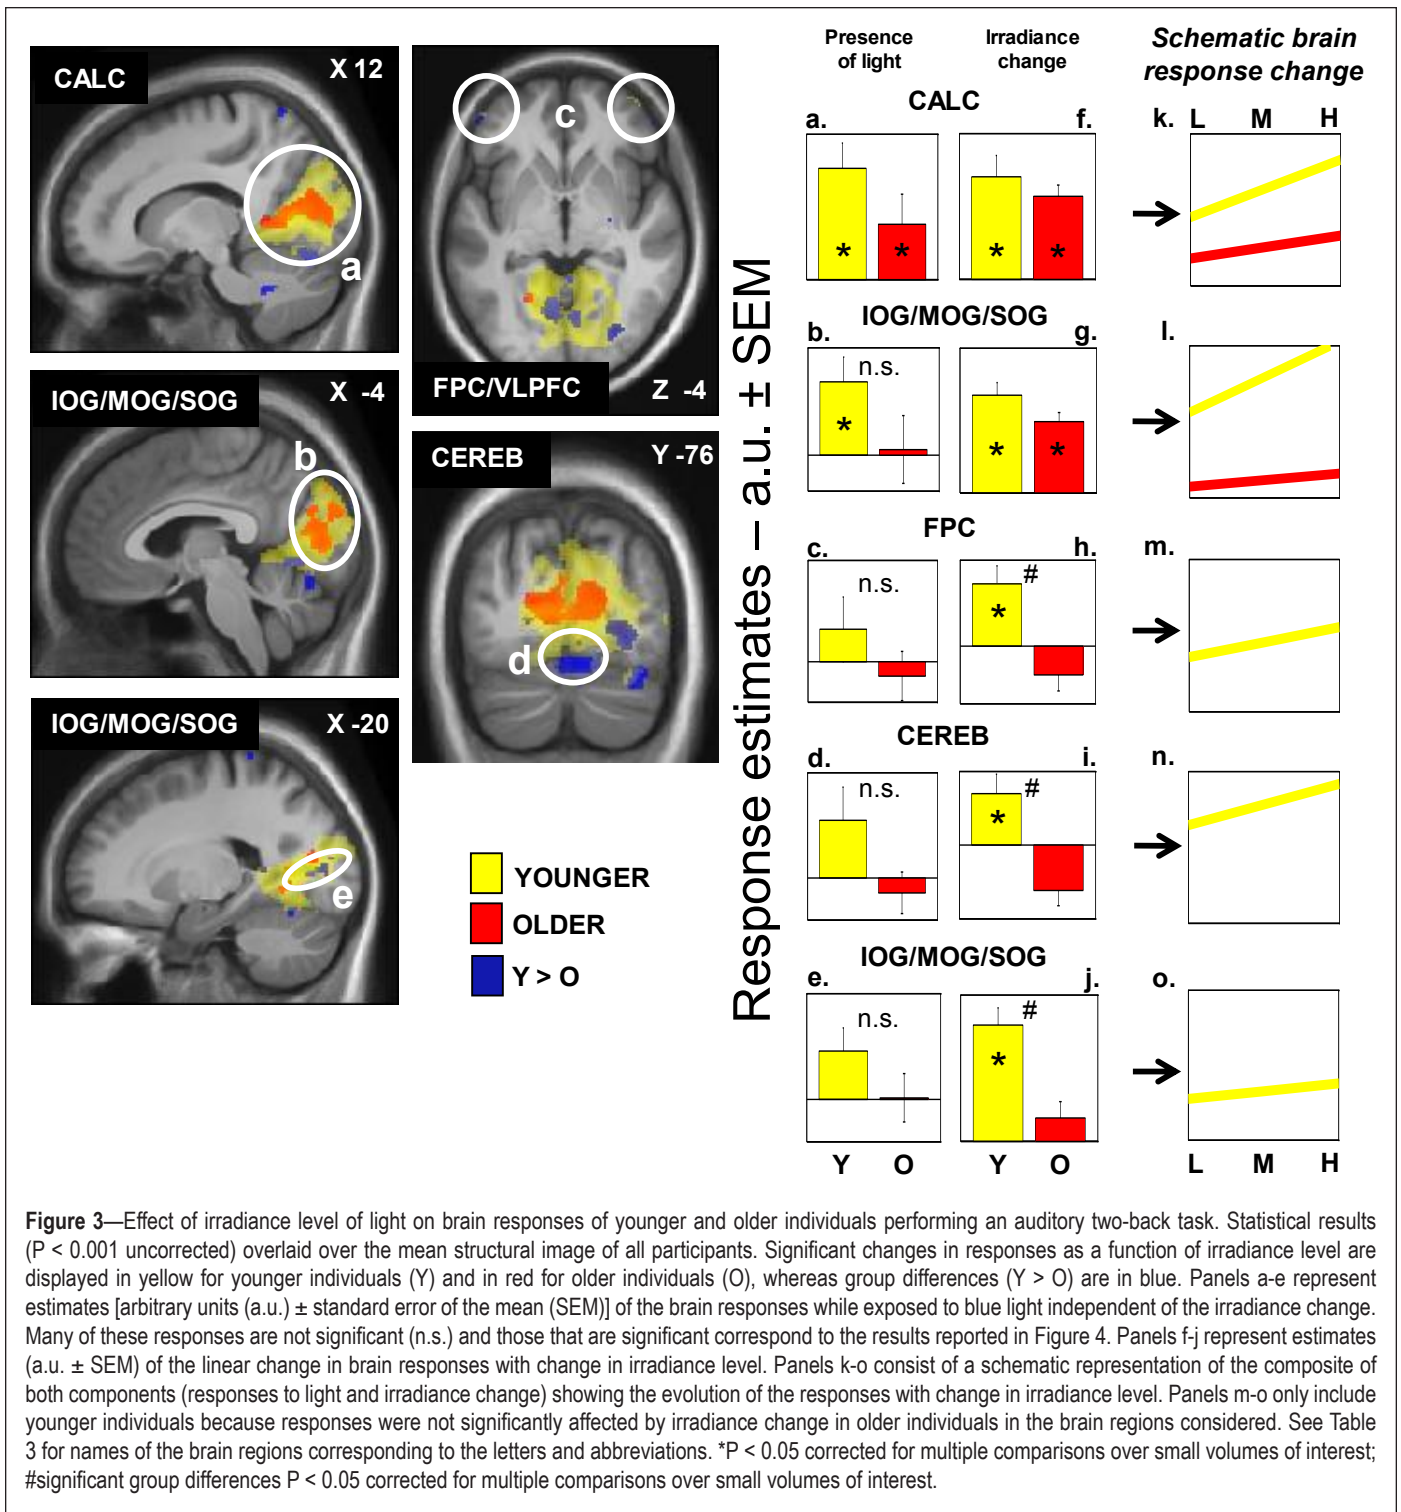 CALC
X 12
a
IOG/MOG/SOG
X -4
b
IOG/MOG/SOG
X -20
e
c
FPC/VLPFC
Z -4
CEREB
Y -76
d
YOUNGER
OLDER
Y > O
Response estimates – a.u. ± SEM
Presence
of light
Irradiance
change
Schematic brain
response change
CALC
a.
f.
k.
L M H
*
*
*
*
IOG/MOG/SOG
b.
g.
l.
n.s.
*
*
*
FPC
c.
h.
m.
n.s.
#
*
CEREB
d.
i.
n.
n.s.
#
*
IOG/MOG/SOG
e.
j.
o.
n.s.
#
*
Y O
Y O
L M H
Figure 3—Effect of irradiance level of light on brain responses of younger and older individuals performing an auditory two-back task. Statistical results
(P < 0.001 uncorrected) overlaid over the mean structural image of all participants. Significant changes in responses as a function of irradiance level are
displayed in yellow for younger individuals (Y) and in red for older individuals (O), whereas group differences (Y > O) are in blue. Panels a-e represent
estimates [arbitrary units (a.u.) ± standard error of the mean (SEM)] of the brain responses while exposed to blue light independent of the irradiance change.
Many of these responses are not significant (n.s.) and those that are significant correspond to the results reported in Figure 4. Panels f-j represent estimates
(a.u. ± SEM) of the linear change in brain responses with change in irradiance level. Panels k-o consist of a schematic representation of the composite of
both components (responses to light and irradiance change) showing the evolution of the responses with change in irradiance level. Panels m-o only include
younger individuals because responses were not significantly affected by irradiance change in older individuals in the brain regions considered. See Table
3 for names of the brain regions corresponding to the letters and abbreviations. *P < 0.05 corrected for multiple comparisons over small volumes of interest;
#significant group differences P < 0.05 corrected for multiple comparisons over small volumes of interest.